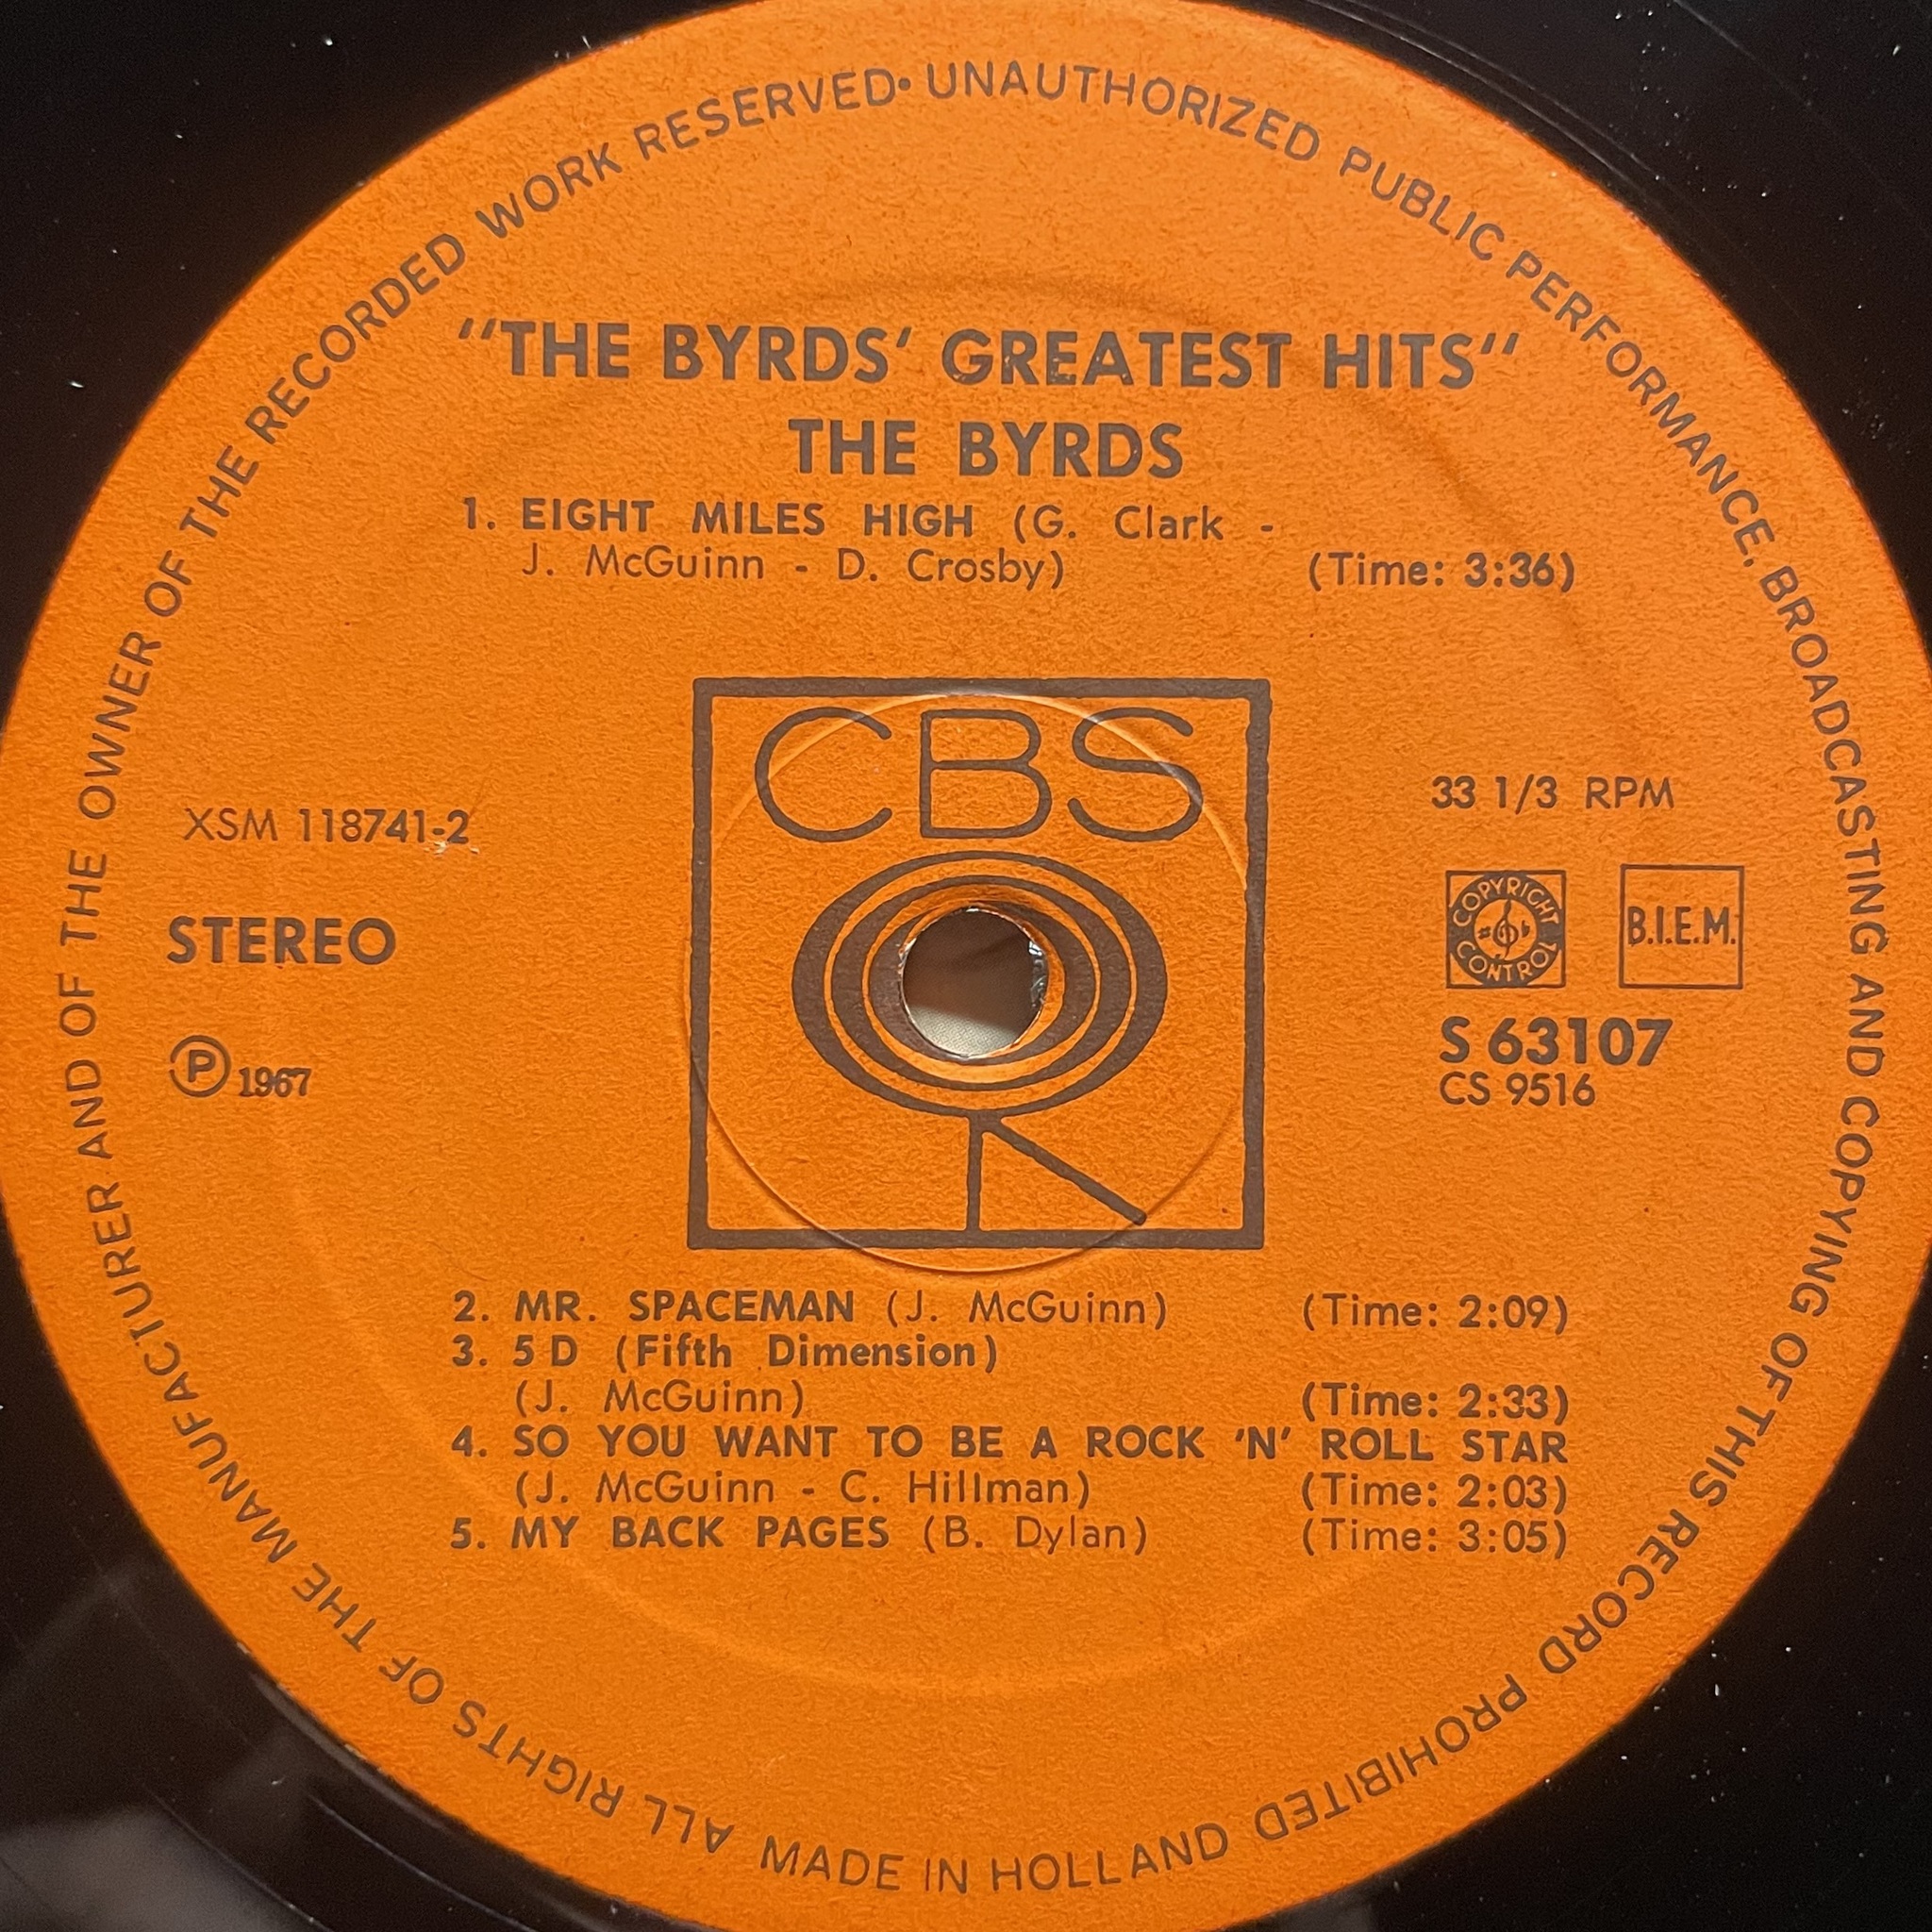 ALL RIGHTS OF THE MANUFACTURER AND OF THE OWNER OF THE RECORDED WORK RESERVED • UNAUTHORIZED PUBLIC PERFORMANCE, BROADCASTING AND COPYING OF THIS RECORD PROHIBITED
"THE BYRDS' GREATEST HITS"
THE BYRDS
1. EIGHT MILES HIGH (G. Clark -
J. McGuinn - D. Crosby) (Time: 3:36)
CBS
XSM 118741-2
STEREO
Ⓟ 1967
33 1/3 RPM
COPYRIGHT CONTROL
B.I.E.M.
S 63107
CS 9516
2. MR. SPACEMAN (J. McGuinn) (Time: 2:09)
3. 5 D (Fifth Dimension)
(J. McGuinn) (Time: 2:33)
4. SO YOU WANT TO BE A ROCK 'N' ROLL STAR
(J. McGuinn - C. Hillman) (Time: 2:03)
5. MY BACK PAGES (B. Dylan) (Time: 3:05)
MADE IN HOLLAND